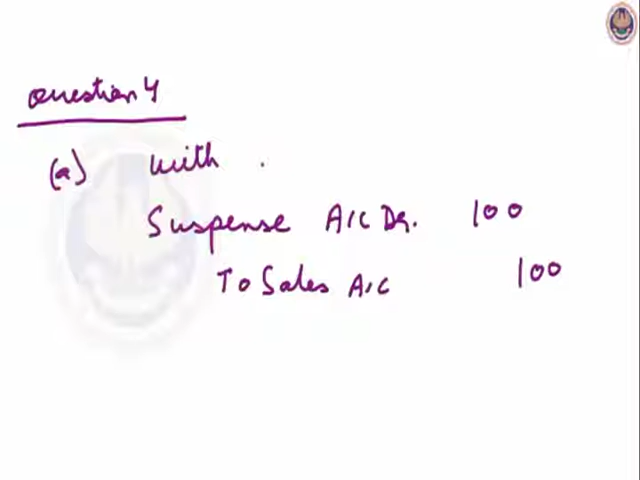 Question 4
(a) With .
Suspense A/C Dr. 100
To Sales A/C 100